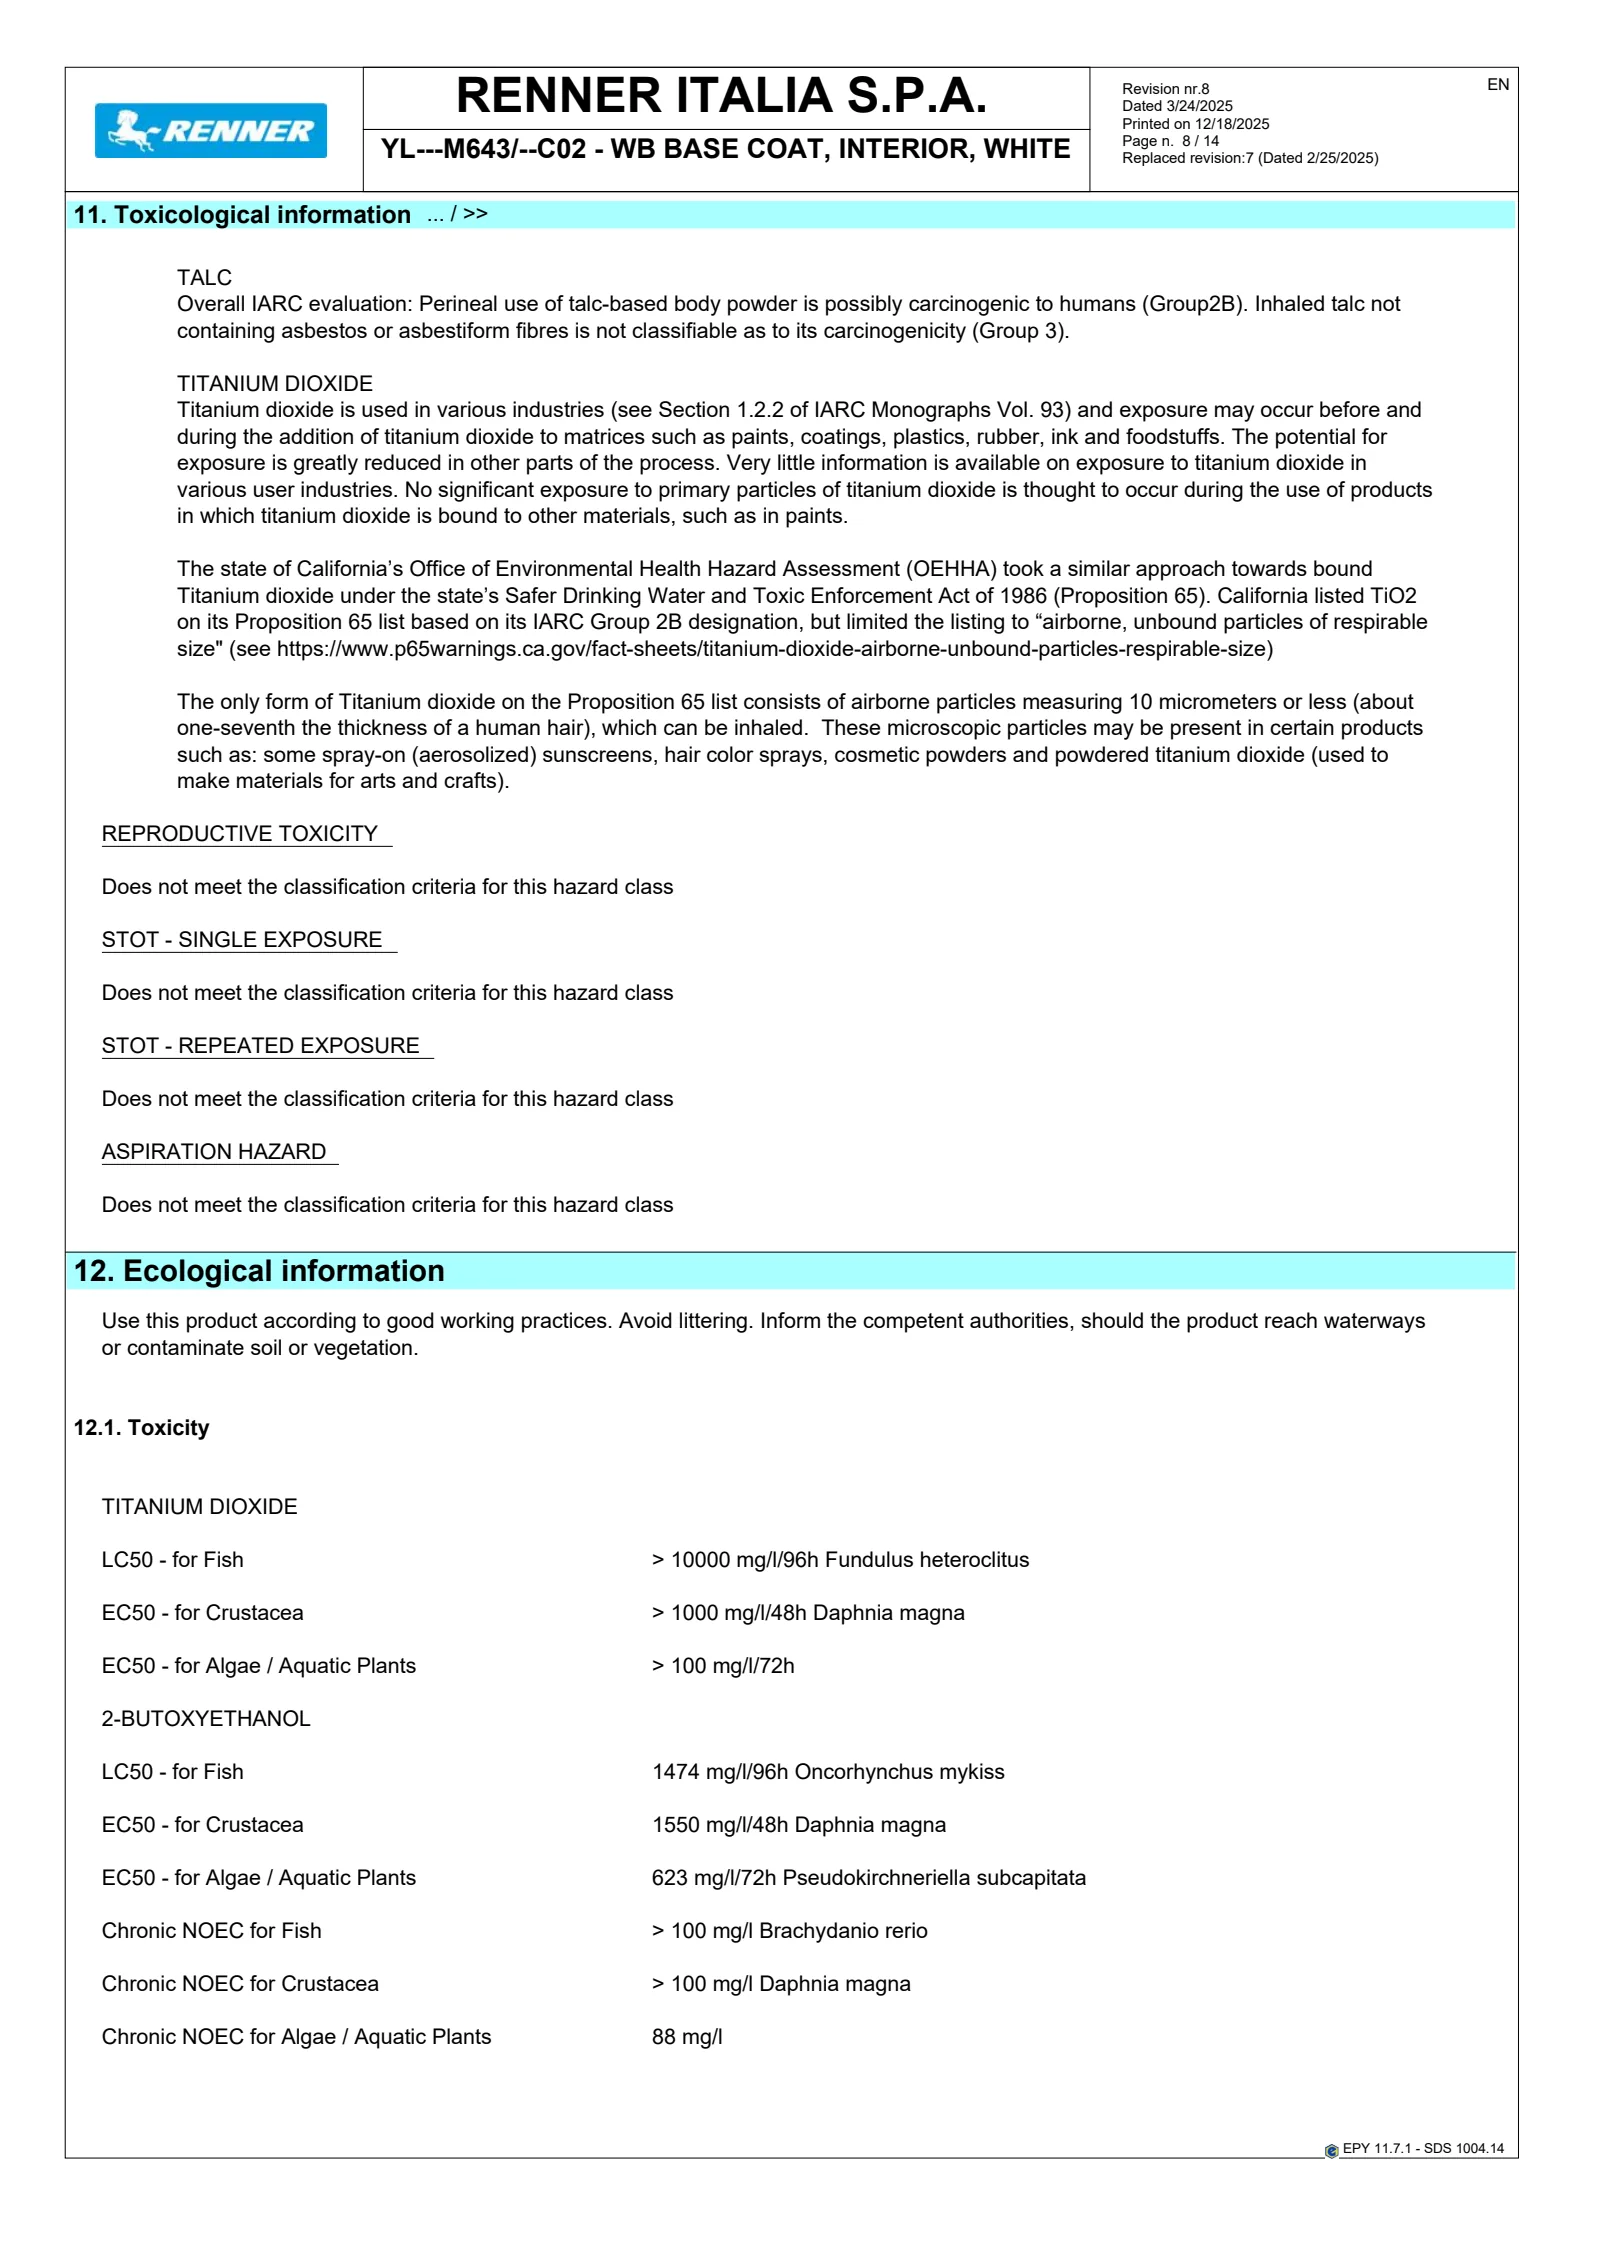 RENNER
RENNER ITALIA S.P.A.
YL---M643/--C02 - WB BASE COAT, INTERIOR, WHITE
Revision nr.8
Dated 3/24/2025
Printed on 12/18/2025
Page n. 8 / 14
Replaced revision:7 (Dated 2/25/2025)
EN
11. Toxicological information ... / >>
TALC
Overall IARC evaluation: Perineal use of talc-based body powder is possibly carcinogenic to humans (Group2B). Inhaled talc not
containing asbestos or asbestiform fibres is not classifiable as to its carcinogenicity (Group 3).
TITANIUM DIOXIDE
Titanium dioxide is used in various industries (see Section 1.2.2 of IARC Monographs Vol. 93) and exposure may occur before and
during the addition of titanium dioxide to matrices such as paints, coatings, plastics, rubber, ink and foodstuffs. The potential for
exposure is greatly reduced in other parts of the process. Very little information is available on exposure to titanium dioxide in
various user industries. No significant exposure to primary particles of titanium dioxide is thought to occur during the use of products
in which titanium dioxide is bound to other materials, such as in paints.
The state of California’s Office of Environmental Health Hazard Assessment (OEHHA) took a similar approach towards bound
Titanium dioxide under the state’s Safer Drinking Water and Toxic Enforcement Act of 1986 (Proposition 65). California listed TiO2
on its Proposition 65 list based on its IARC Group 2B designation, but limited the listing to “airborne, unbound particles of respirable
size" (see https://www.p65warnings.ca.gov/fact-sheets/titanium-dioxide-airborne-unbound-particles-respirable-size)
The only form of Titanium dioxide on the Proposition 65 list consists of airborne particles measuring 10 micrometers or less (about
one-seventh the thickness of a human hair), which can be inhaled.  These microscopic particles may be present in certain products
such as: some spray-on (aerosolized) sunscreens, hair color sprays, cosmetic powders and powdered titanium dioxide (used to
make materials for arts and crafts).
REPRODUCTIVE TOXICITY
Does not meet the classification criteria for this hazard class
STOT - SINGLE EXPOSURE
Does not meet the classification criteria for this hazard class
STOT - REPEATED EXPOSURE
Does not meet the classification criteria for this hazard class
ASPIRATION HAZARD
Does not meet the classification criteria for this hazard class
12. Ecological information
Use this product according to good working practices. Avoid littering. Inform the competent authorities, should the product reach waterways
or contaminate soil or vegetation.
12.1. Toxicity
TITANIUM DIOXIDE
LC50 - for Fish > 10000 mg/l/96h Fundulus heteroclitus
EC50 - for Crustacea > 1000 mg/l/48h Daphnia magna
EC50 - for Algae / Aquatic Plants > 100 mg/l/72h
2-BUTOXYETHANOL
LC50 - for Fish 1474 mg/l/96h Oncorhynchus mykiss
EC50 - for Crustacea 1550 mg/l/48h Daphnia magna
EC50 - for Algae / Aquatic Plants 623 mg/l/72h Pseudokirchneriella subcapitata
Chronic NOEC for Fish > 100 mg/l Brachydanio rerio
Chronic NOEC for Crustacea > 100 mg/l Daphnia magna
Chronic NOEC for Algae / Aquatic Plants 88 mg/l
EPY 11.7.1 - SDS 1004.14